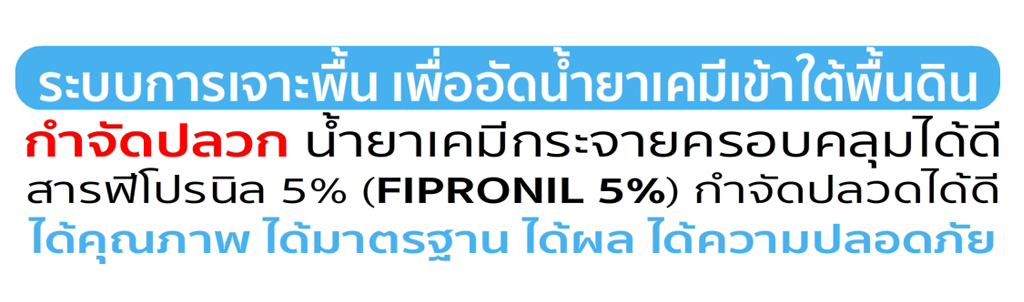 ระบบการเจาะพื้น เพื่ออัดน้ำยาเคมีเข้าใต้พื้นดิน
กำจัดปลวก น้ำยาเคมีกระจายครอบคลุมได้ดี
สารฟีโปรนิล 5% (FIPRONIL 5%) กำจัดปลวดได้ดี
ได้คุณภาพ ได้มาตรฐาน ได้ผล ได้ความปลอดภัย